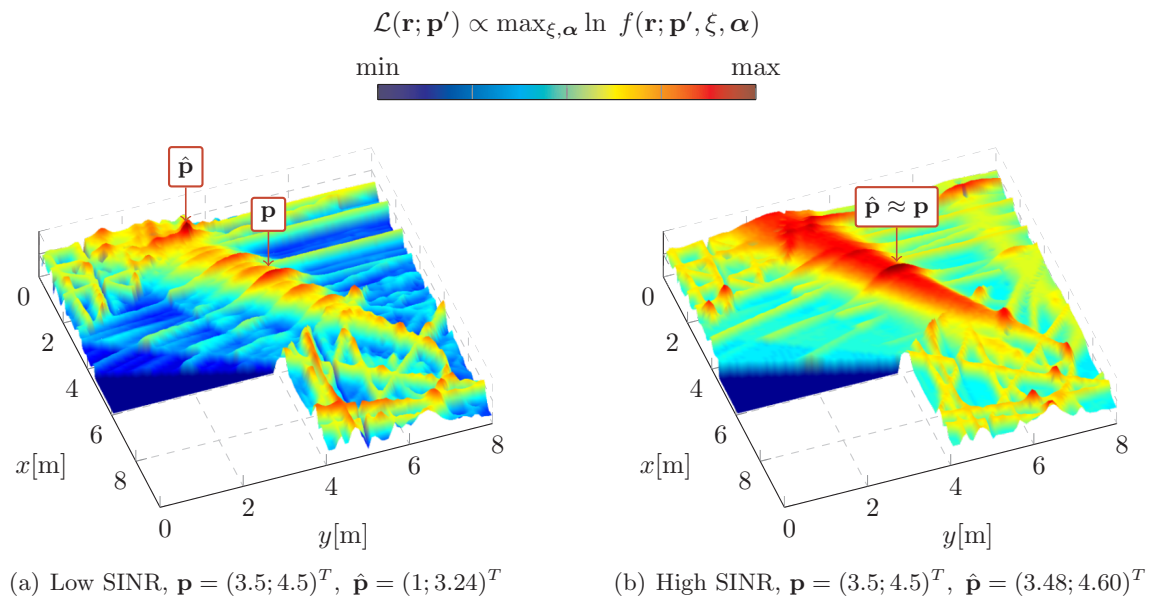 𝓛(𝐫; 𝐩′) ∝ max_{ξ,𝛂} ln f(𝐫; 𝐩′, ξ, 𝛂)
min max
p̂
p
p̂ ≈ p
0
2
4
6
8
x[m]
0
2
4
6
8
y[m]
0
2
4
6
8
x[m]
0
2
4
6
8
y[m]
(a) Low SINR, p = (3.5; 4.5)^T, p̂ = (1; 3.24)^T
(b) High SINR, p = (3.5; 4.5)^T, p̂ = (3.48; 4.60)^T